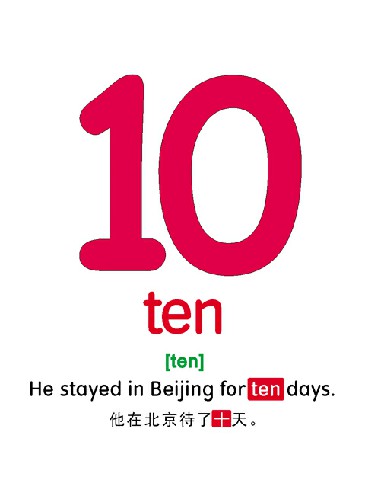 10
ten
[ten]
He stayed in Beijing for ten days.
他在北京待了十天。